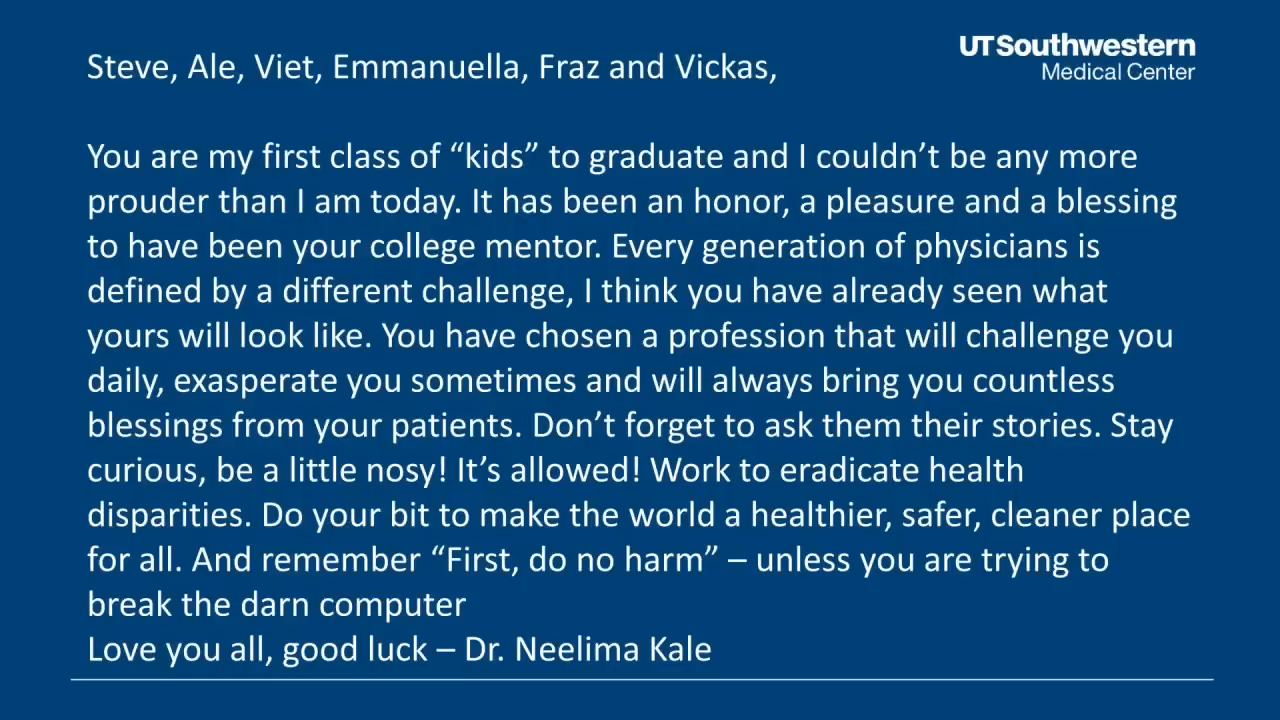 UTSouthwestern
Medical Center
Steve, Ale, Viet, Emmanuella, Fraz and Vickas,
You are my first class of “kids” to graduate and I couldn’t be any more
prouder than I am today. It has been an honor, a pleasure and a blessing
to have been your college mentor. Every generation of physicians is
defined by a different challenge, I think you have already seen what
yours will look like. You have chosen a profession that will challenge you
daily, exasperate you sometimes and will always bring you countless
blessings from your patients. Don’t forget to ask them their stories. Stay
curious, be a little nosy! It’s allowed! Work to eradicate health
disparities. Do your bit to make the world a healthier, safer, cleaner place
for all. And remember “First, do no harm” – unless you are trying to
break the darn computer
Love you all, good luck – Dr. Neelima Kale